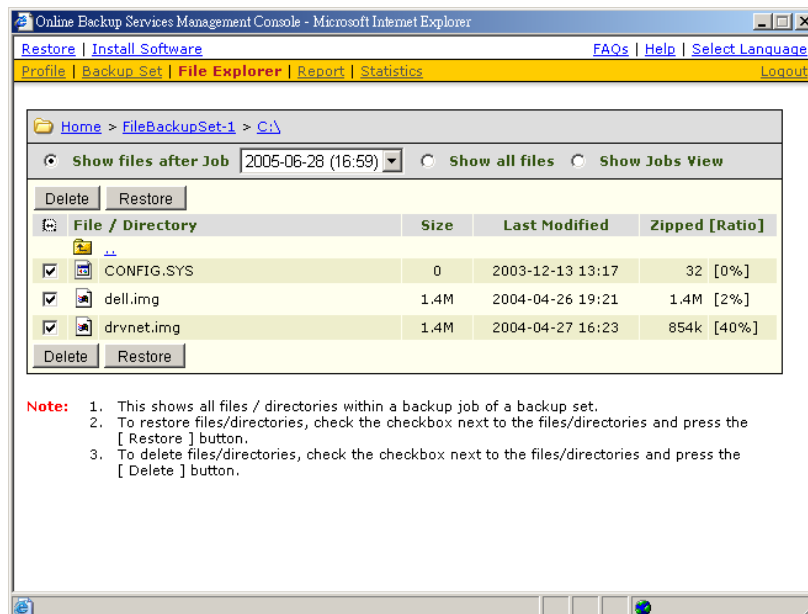 Online Backup Services Management Console - Microsoft Internet Explorer
Restore | Install Software FAQs | Help | Select Language
Profile | Backup Set | File Explorer | Report | Statistics Logout
Home > FileBackupSet-1 > C:\
Show files after Job 2005-06-28 (16:59) Show all files Show Jobs View
Delete Restore
File / Directory Size Last Modified Zipped [Ratio]
..
CONFIG.SYS 0 2003-12-13 13:17 32 [0%]
dell.img 1.4M 2004-04-26 19:21 1.4M [2%]
drvnet.img 1.4M 2004-04-27 16:23 854k [40%]
Delete Restore
Note: 1. This shows all files / directories within a backup job of a backup set.
2. To restore files/directories, check the checkbox next to the files/directories and press the
[ Restore ] button.
3. To delete files/directories, check the checkbox next to the files/directories and press the
[ Delete ] button.